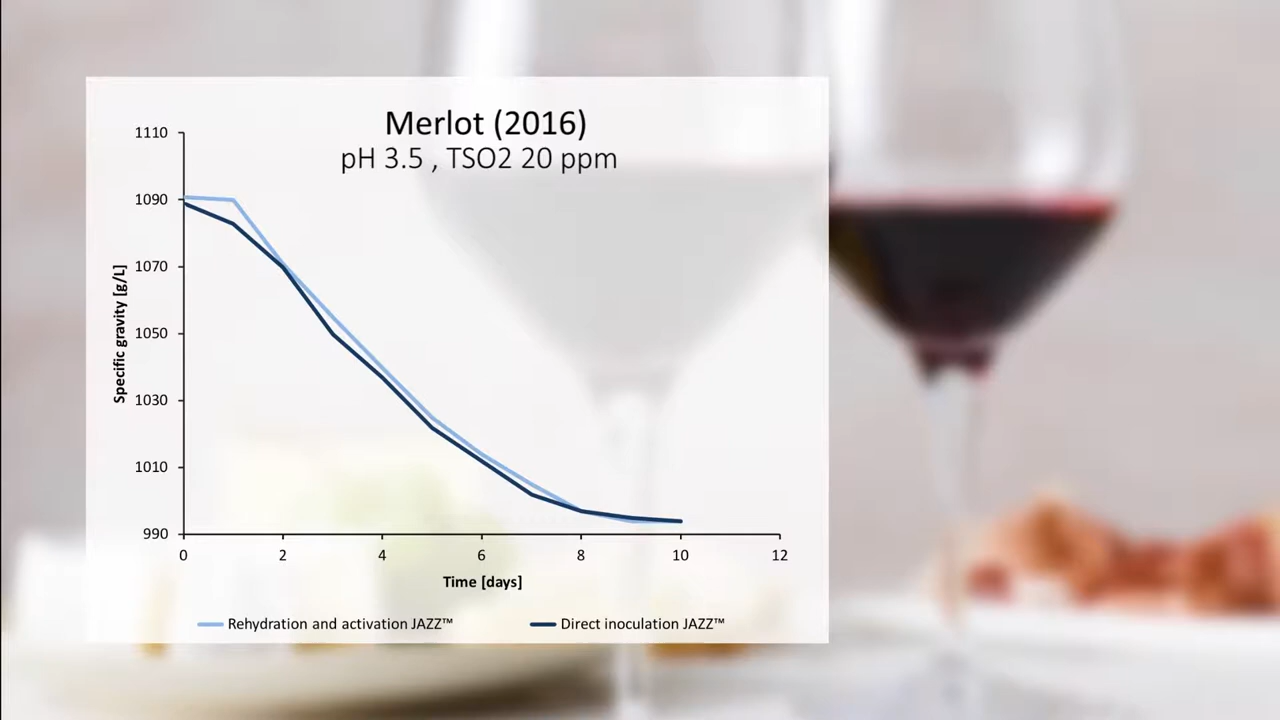 Merlot (2016)
pH 3.5 , TSO2 20 ppm
Specific gravity [g/L]
1110
1090
1070
1050
1030
1010
990
0 2 4 6 8 10 12
Time [days]
Rehydration and activation JAZZ™ Direct inoculation JAZZ™